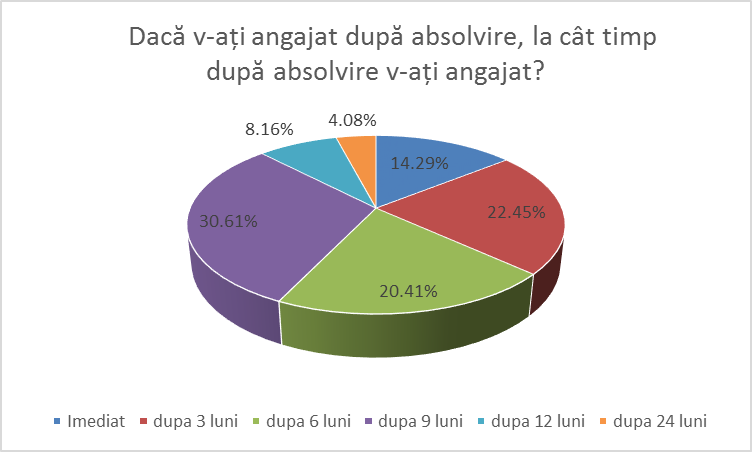 Dacă v-ați angajat după absolvire, la cât timp
după absolvire v-ați angajat?
4.08%
8.16%
14.29%
22.45%
30.61%
20.41%
Imediat dupa 3 luni dupa 6 luni dupa 9 luni dupa 12 luni dupa 24 luni